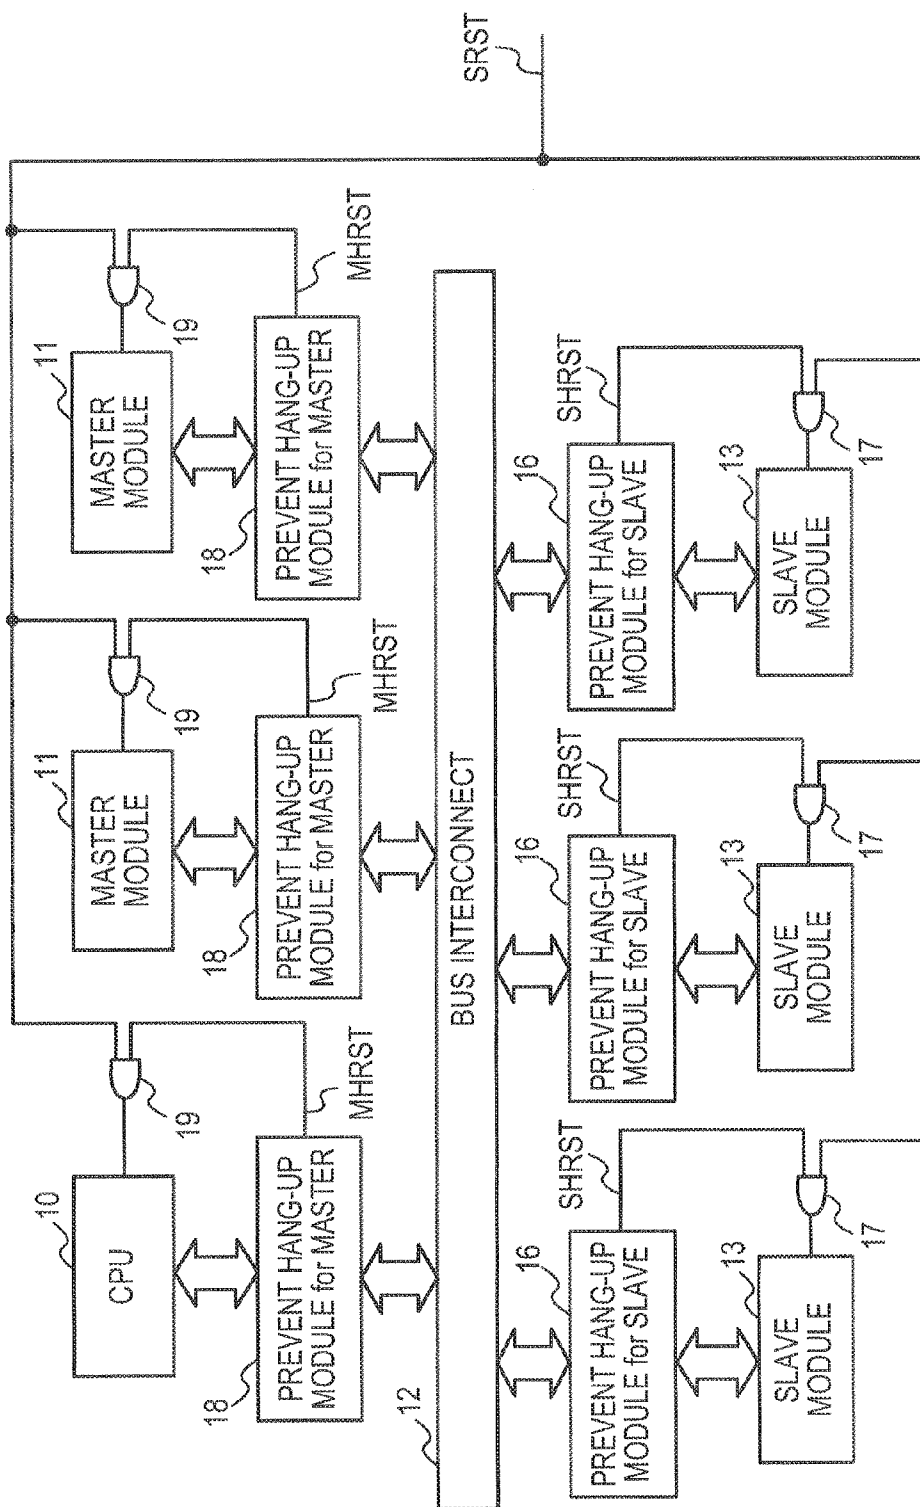 10
CPU
19
18
PREVENT HANG-UP
MODULE for MASTER
MHRST
11
MASTER
MODULE
19
18
PREVENT HANG-UP
MODULE for MASTER
MHRST
11
MASTER
MODULE
19
18
PREVENT HANG-UP
MODULE for MASTER
MHRST
SRST
12
BUS INTERCONNECT
16
PREVENT HANG-UP
MODULE for SLAVE
SHRST
13
SLAVE
MODULE
17
16
PREVENT HANG-UP
MODULE for SLAVE
SHRST
13
SLAVE
MODULE
17
16
PREVENT HANG-UP
MODULE for SLAVE
SHRST
13
SLAVE
MODULE
17